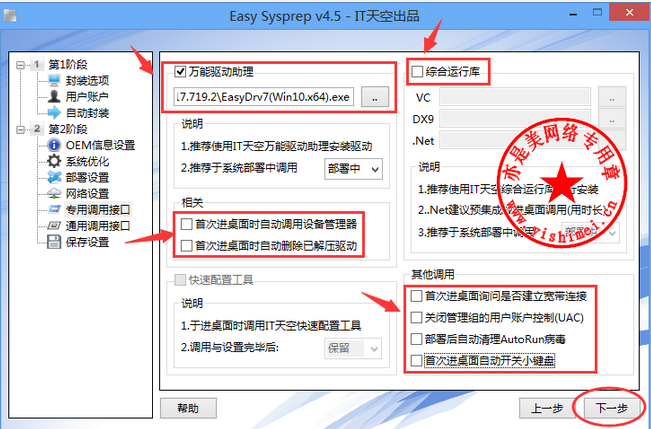 Easy Sysprep v4.5 - IT天空出品
1 第1阶段
封装选项
用户账户
自动封装
2 第2阶段
OEM信息设置
系统优化
部署设置
网络设置
专用调用接口
通用调用接口
保存设置
万能驱动助理
17.719.2\EasyDrv7(Win10.x64).exe
..
说明
1.推荐使用IT天空万能驱动助理安装驱动
2.推荐于系统部署中调用
部署中
相关
首次进桌面时自动调用设备管理器
首次进桌面时自动删除已解压驱动
快速配置工具
说明
1.于进桌面时调用IT天空快速配置工具
2.调用与设置完毕后:
保留
综合运行库
VC
..
DX9
..
.Net
说明
1.推荐使用IT天空综合运行库进行安装
2..Net建议预集成或进桌面调用(用时长)
3.推荐于系统部署中调用
部署中
亦是美网络专用章
www.yishimei.cn
其他调用
首次进桌面询问是否建立宽带连接
关闭管理组的用户账户控制(UAC)
部署后自动清理AutoRun病毒
首次进桌面自动开关小键盘
帮助
上一步
下一步